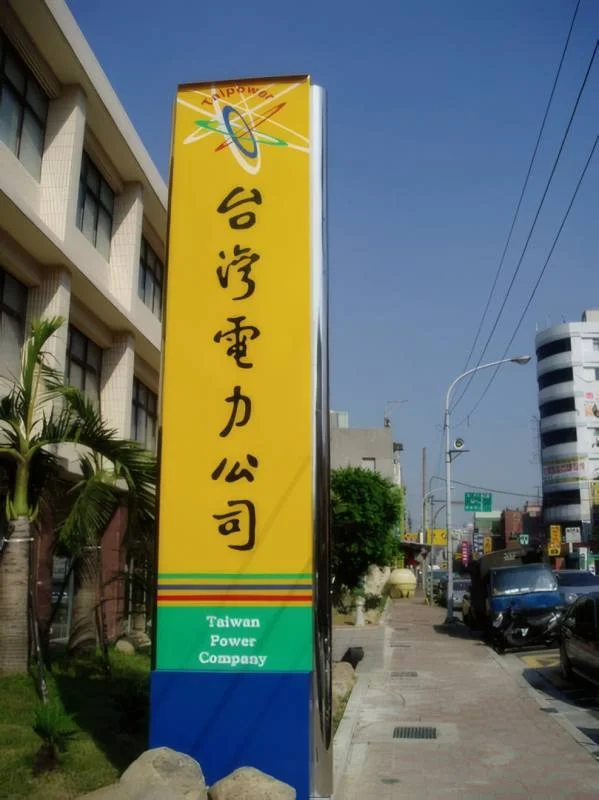 Taipower
台灣電力公司
Taiwan
Power
Company